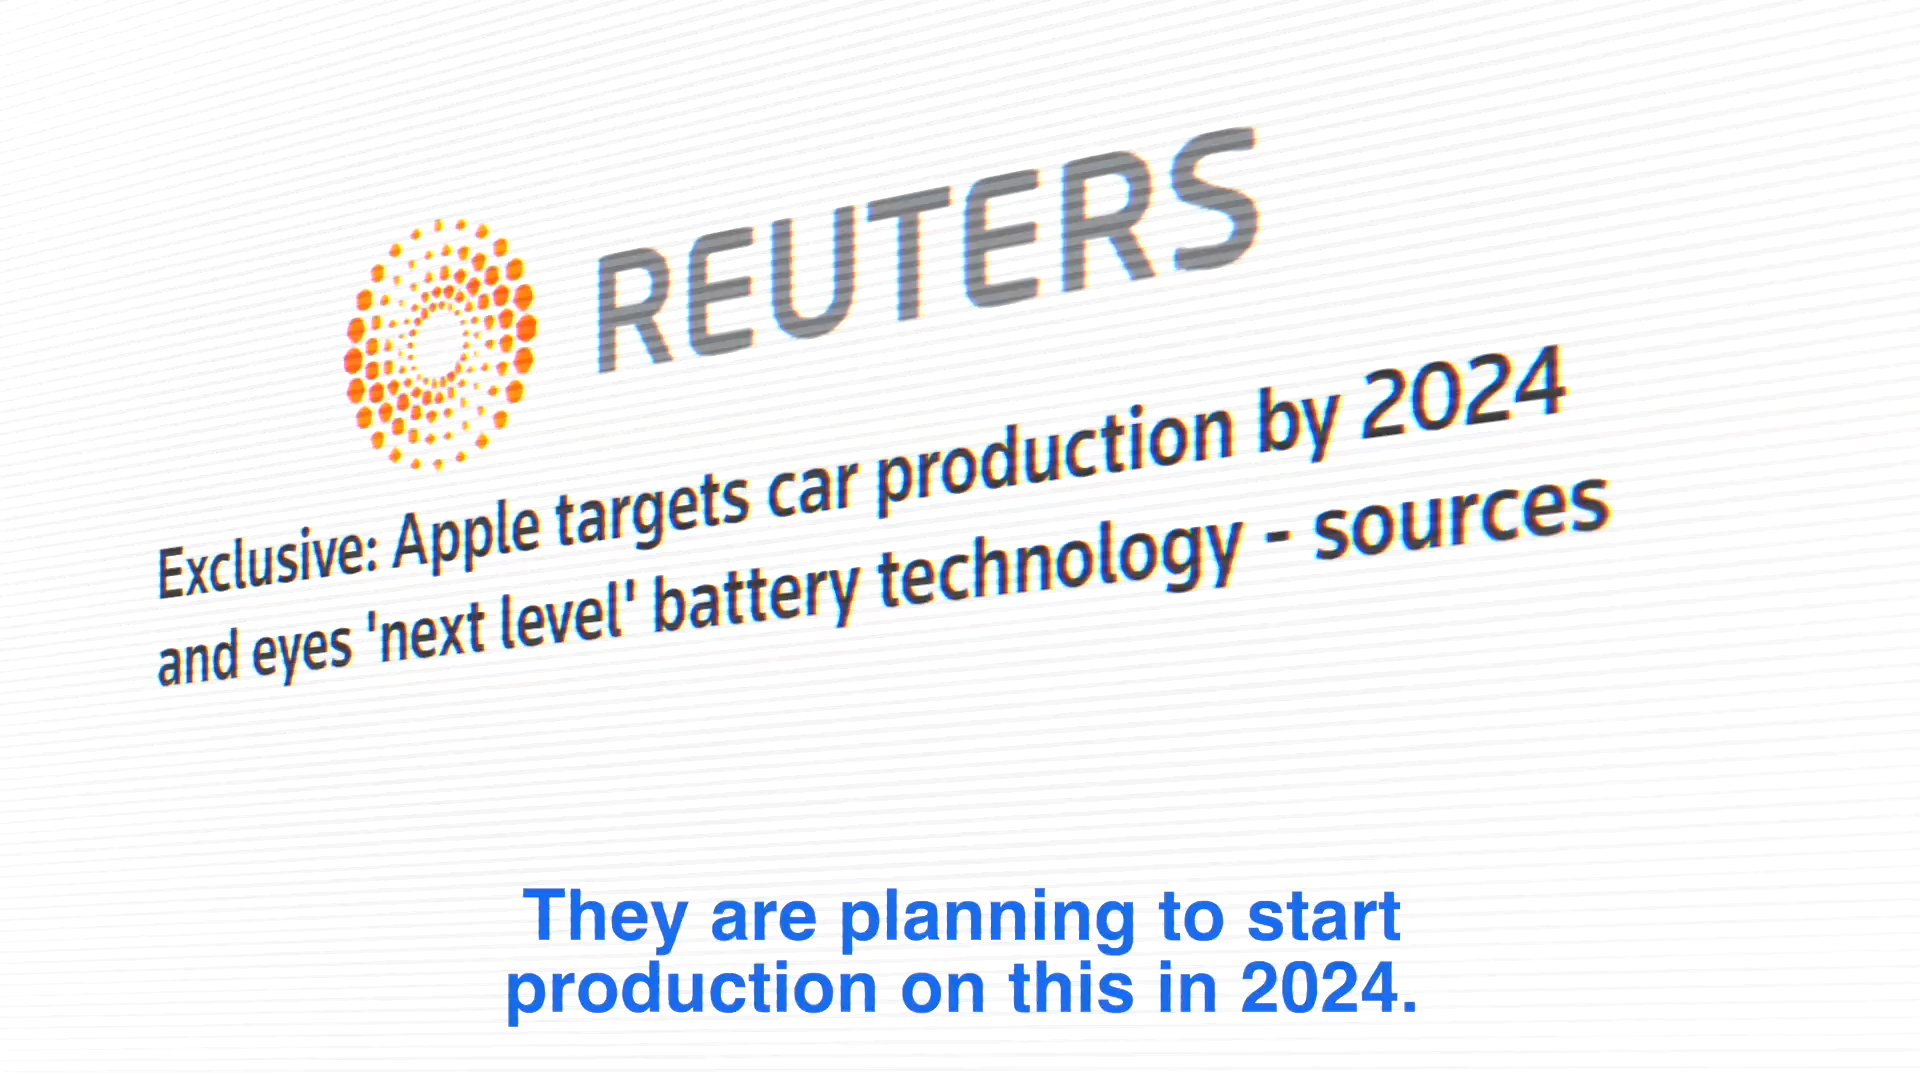 REUTERS
Exclusive: Apple targets car production by 2024
and eyes 'next level' battery technology - sources
They are planning to start
production on this in 2024.